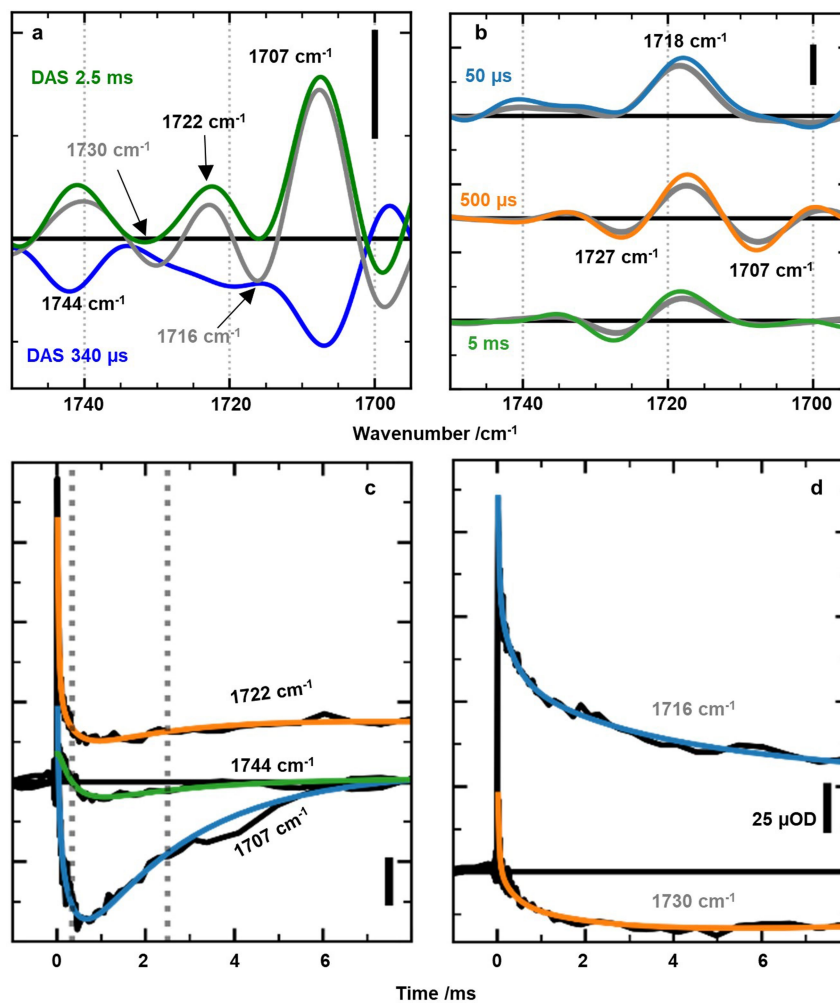 a
1707 cm-1
DAS 2.5 ms
1722 cm-1
1730 cm-1
1744 cm-1
1716 cm-1
DAS 340 µs
1740
1720
1700
b
1718 cm-1
50 µs
500 µs
1727 cm-1
1707 cm-1
5 ms
1740
1720
1700
Wavenumber /cm-1
c
1722 cm-1
1744 cm-1
1707 cm-1
0
2
4
6
d
1716 cm-1
25 µOD
1730 cm-1
0
2
4
6
Time /ms